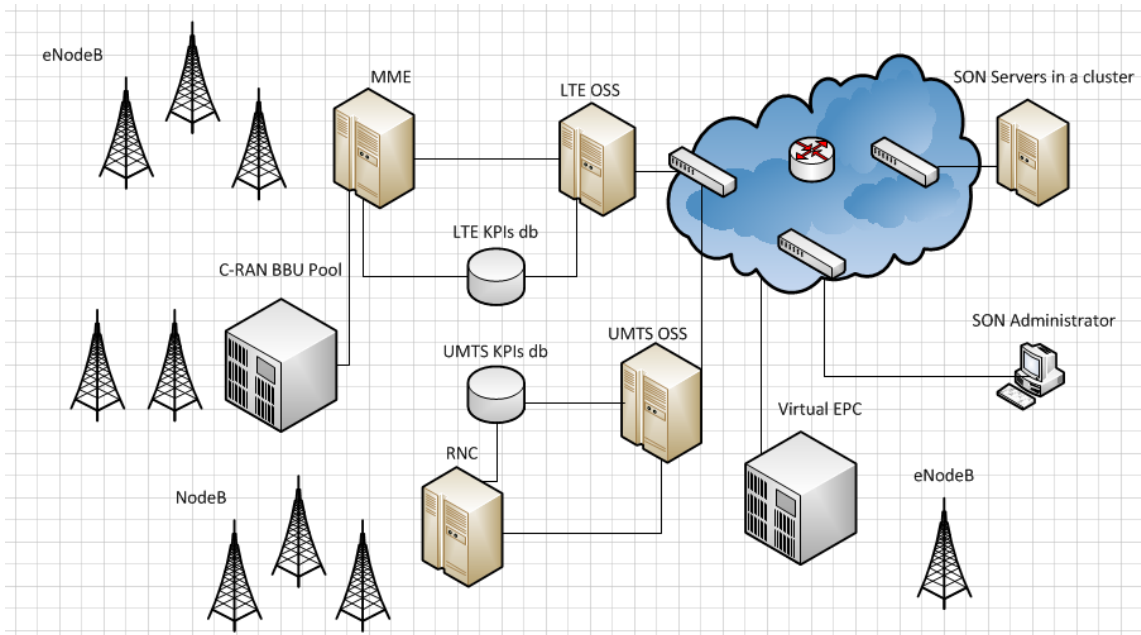 eNodeB
MME
LTE OSS
SON Servers in a cluster
LTE KPIs db
C-RAN BBU Pool
SON Administrator
UMTS OSS
UMTS KPIs db
Virtual EPC
RNC
NodeB
eNodeB